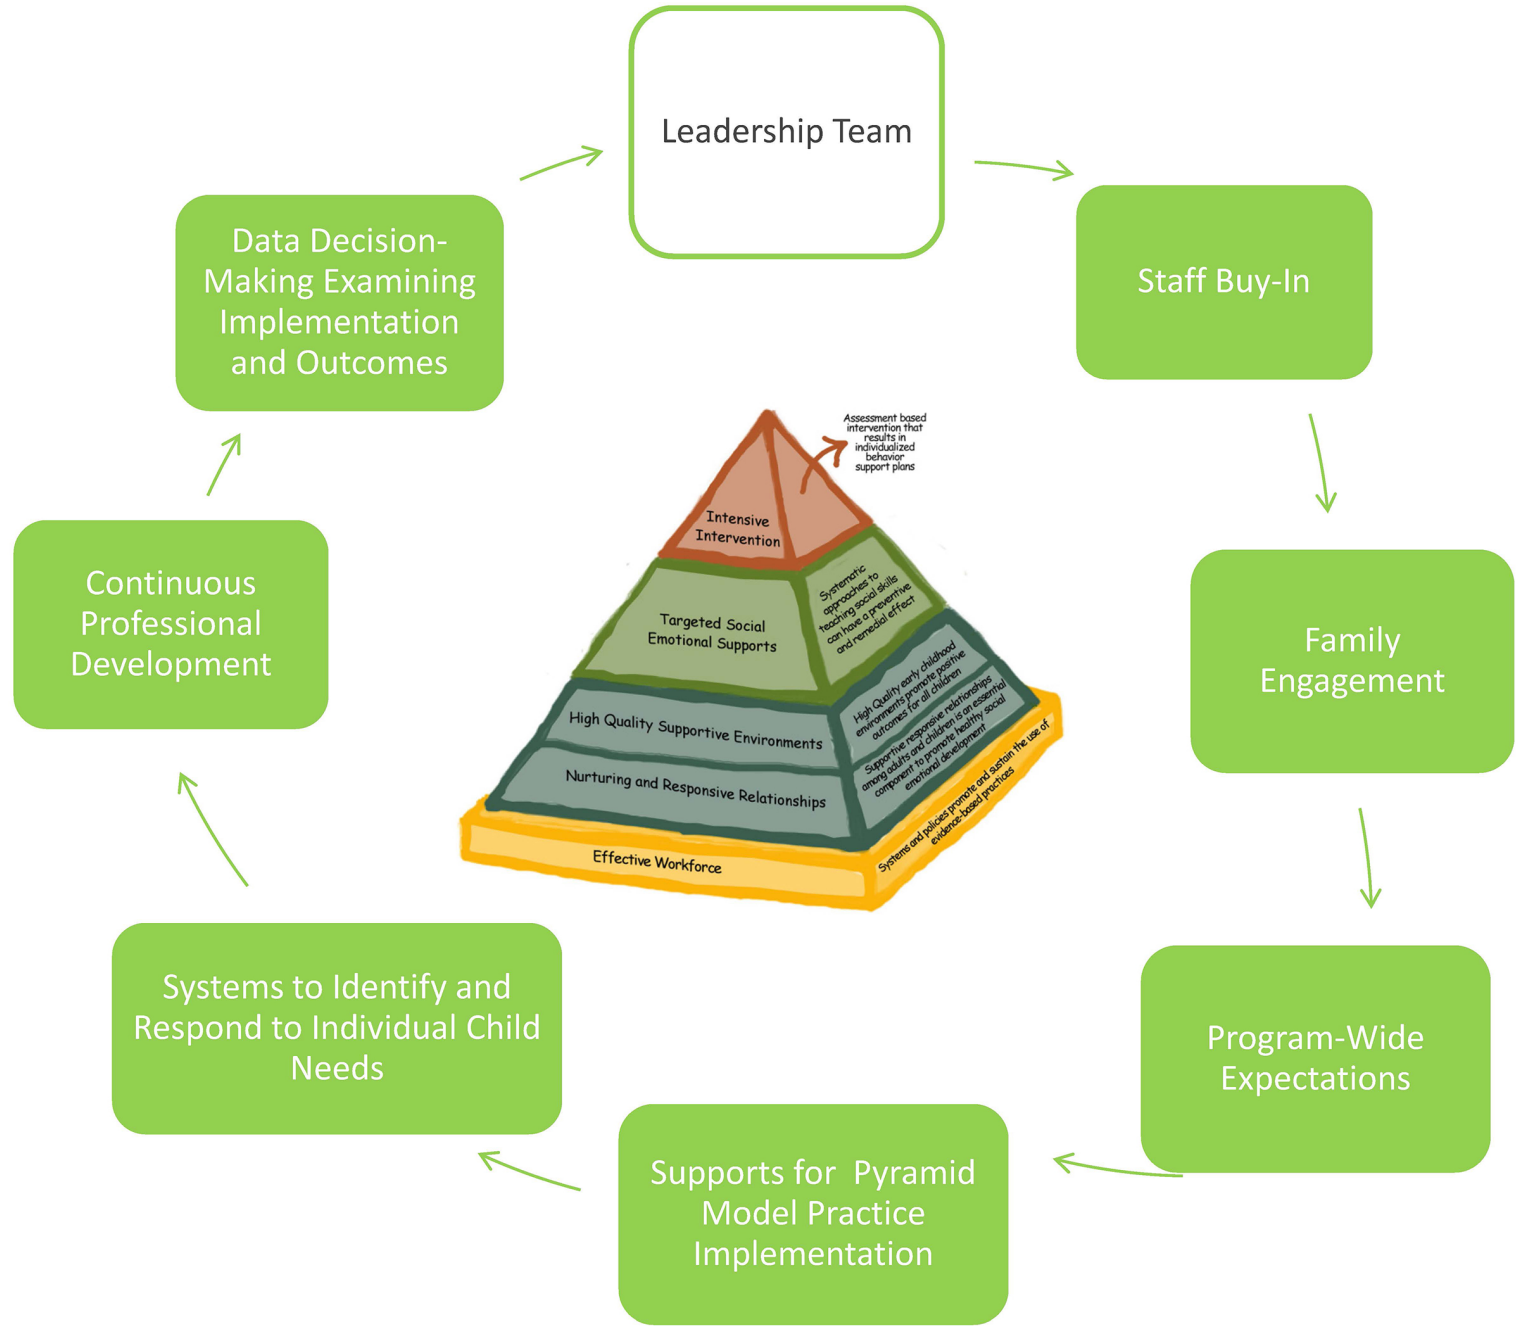 Leadership Team
Staff Buy-In
Family
Engagement
Program-Wide
Expectations
Supports for  Pyramid
Model Practice
Implementation
Systems to Identify and
Respond to Individual Child
Needs
Continuous
Professional
Development
Data Decision-
Making Examining
Implementation
and Outcomes
Assessment based
intervention that
results in
individualized
behavior
support plans
Intensive
Intervention
Targeted Social
Emotional Supports
Systematic
approaches to
teaching social skills
can have a preventive
and remedial effect
High Quality Supportive Environments
High Quality early childhood
environments promote positive
outcomes for all children
Nurturing and Responsive Relationships
Supportive responsive relationships
among adults and children is an essential
component to promote healthy social
emotional development
Effective Workforce
Systems and policies promote and sustain the use of
evidence-based practices